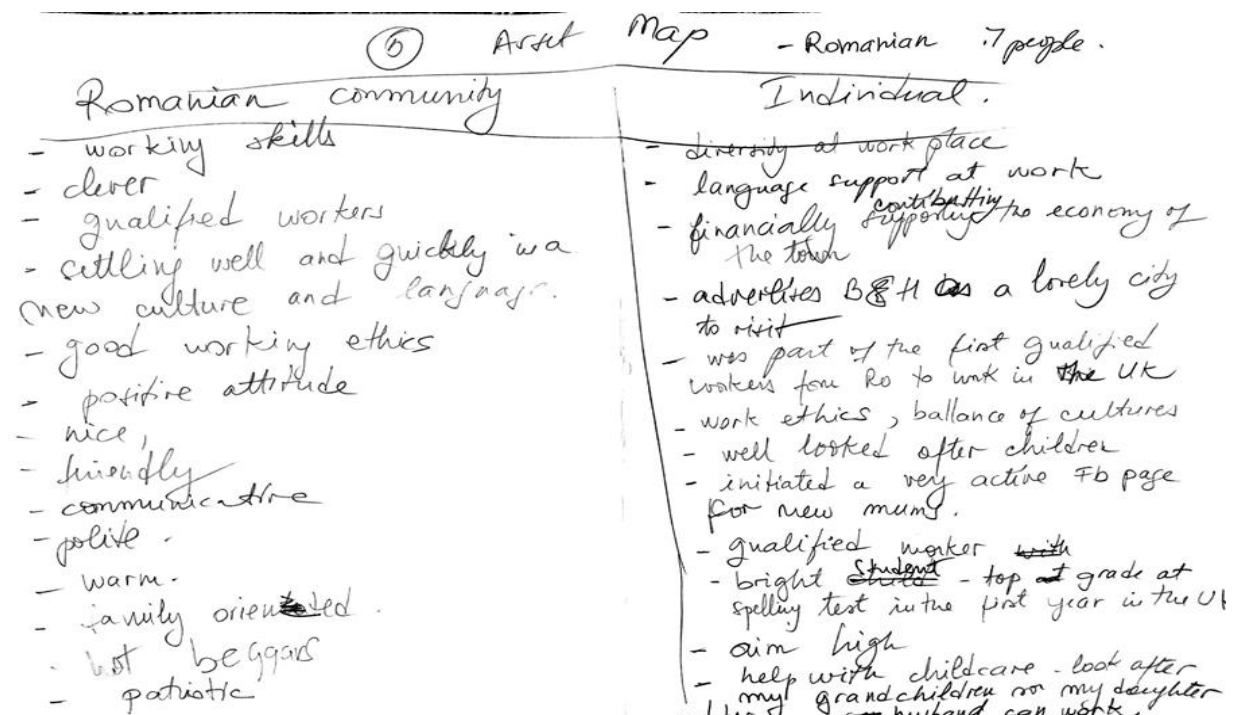 ⑤ Asset Map - Romanian .7 people.
Romanian community
- working skills
- clever
- qualified workers
- settling well and quickly in a
new culture and language.
- good working ethics
- positive attitude
- nice,
- friendly
- communicative
- polite.
- warm.
- family oriented.
- not beggars
- patriotic
Individual.
- diversity at work place
- language support at work
- financially supporting contributting to economy of
the town
- advertises B&H as a lovely city
to visit
- was part of the first qualified
workers fom Ro to work in the UK
- work ethics, ballance of cultures
- well looked after children
- initiated a very active Fb page
for new mums.
- qualified worker with
- bright child student - top at grade at
spelling test in the first year in the UK
- aim high
- help with childcare - look after
my grandchildren so my daughter
husband can work.